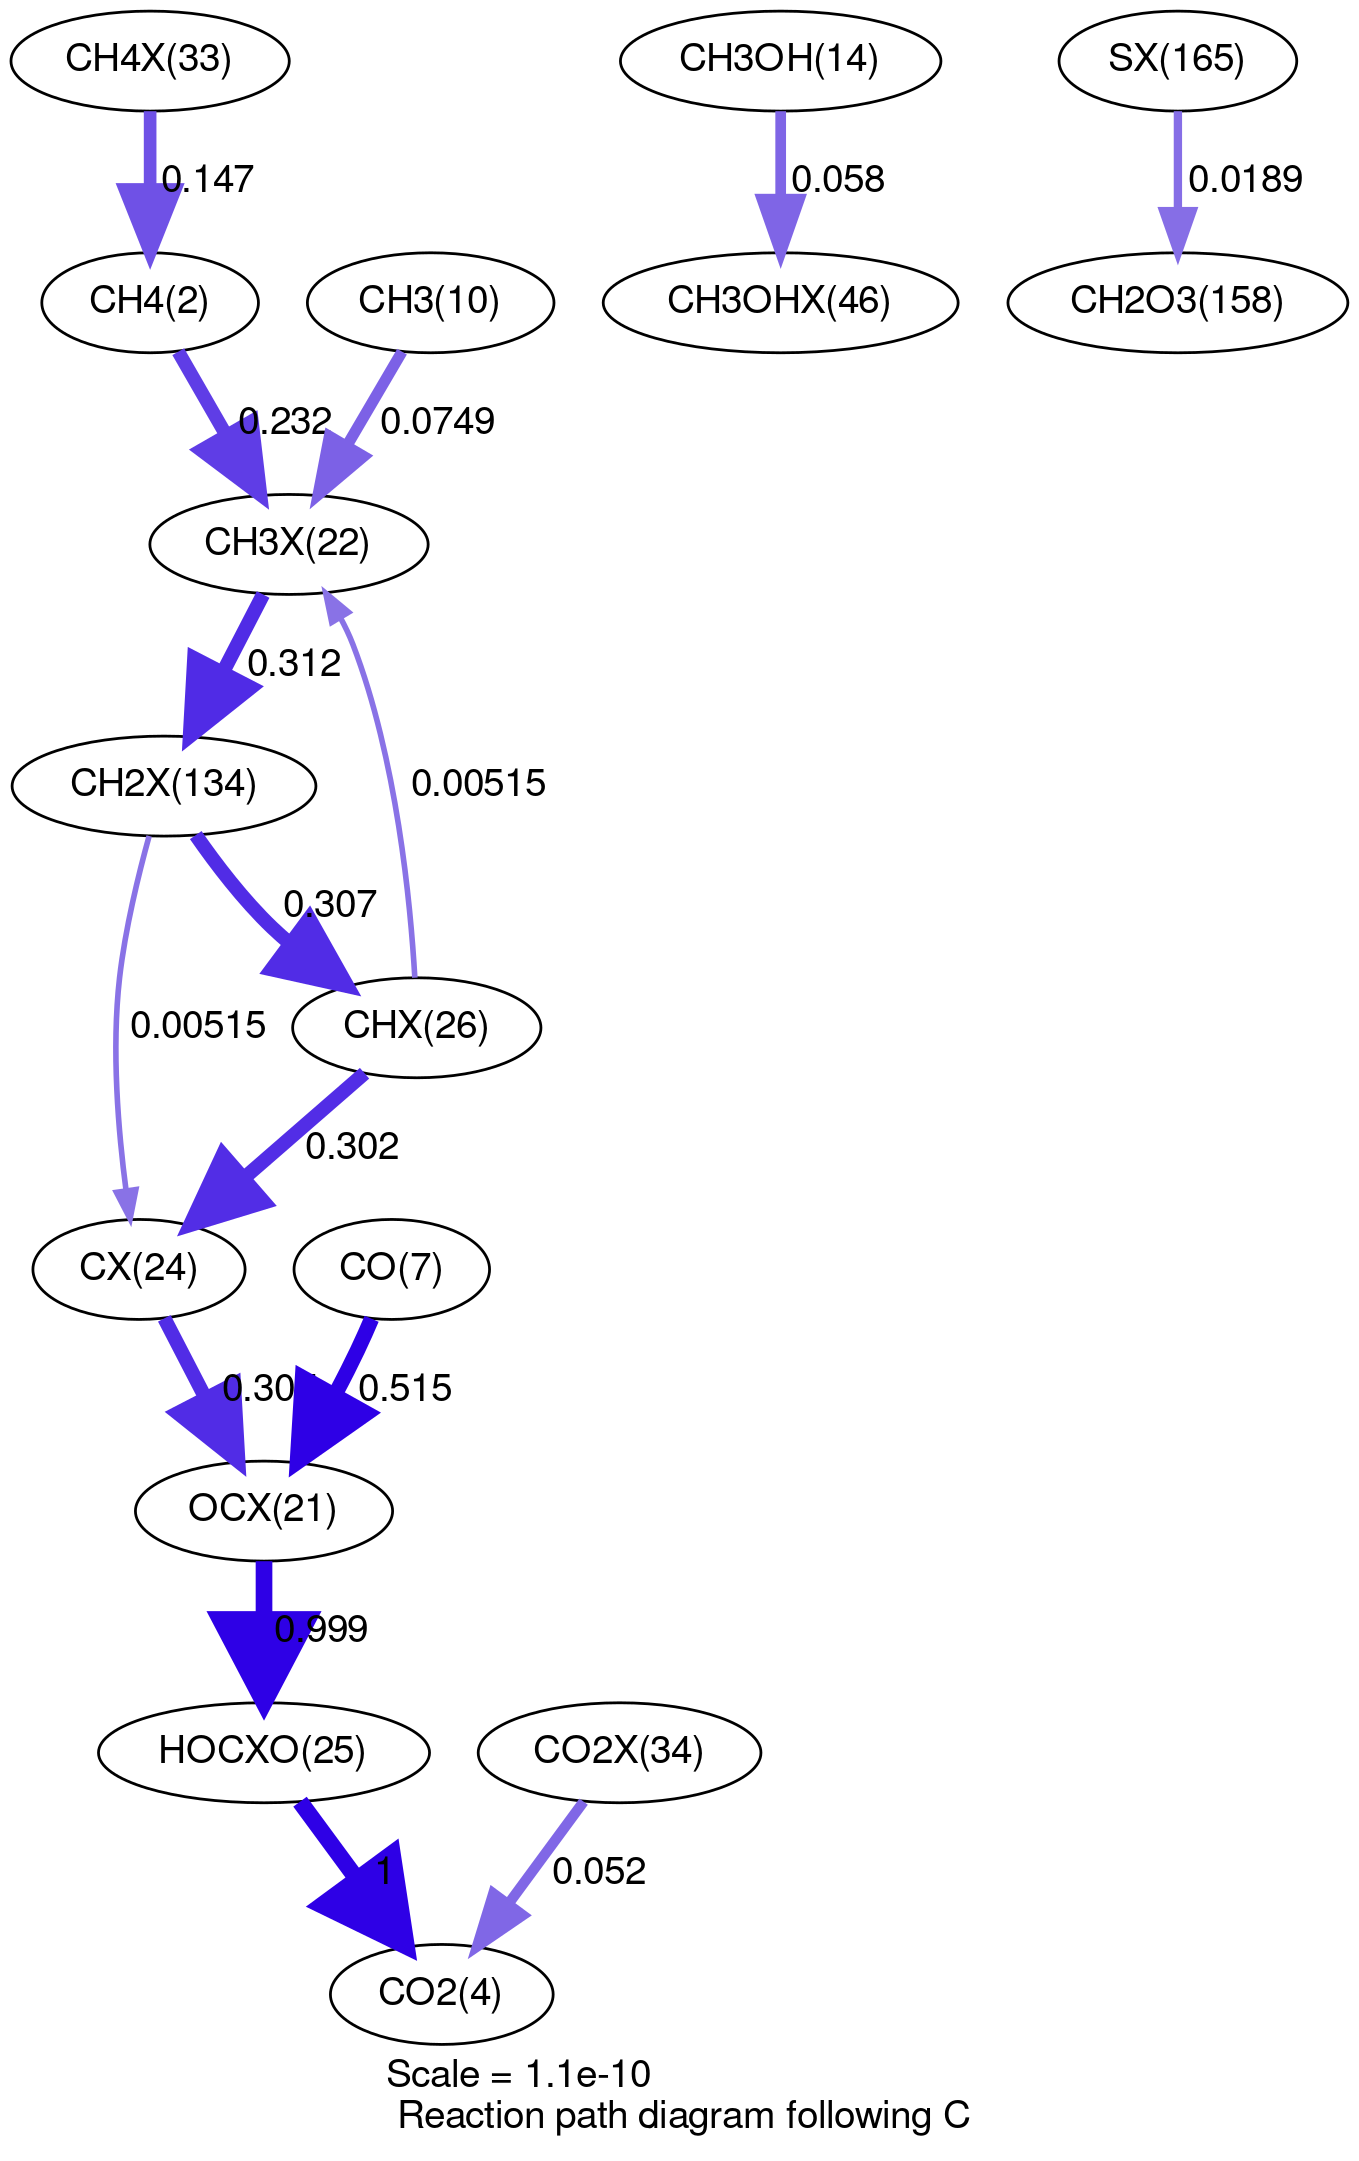 CH4X(33)
CH3OH(14)
SX(165)
0.147
0.058
0.0189
CH4(2)
CH3(10)
CH3OHX(46)
CH2O3(158)
0.232
0.0749
CH3X(22)
0.312
CH2X(134)
0.00515
0.307
CHX(26)
0.00515
0.302
CX(24)
CO(7)
0.515
OCX(21)
0.999
HOCXO(25)
CO2X(34)
1
0.052
CO2(4)
Scale = 1.1e-10
Reaction path diagram following C